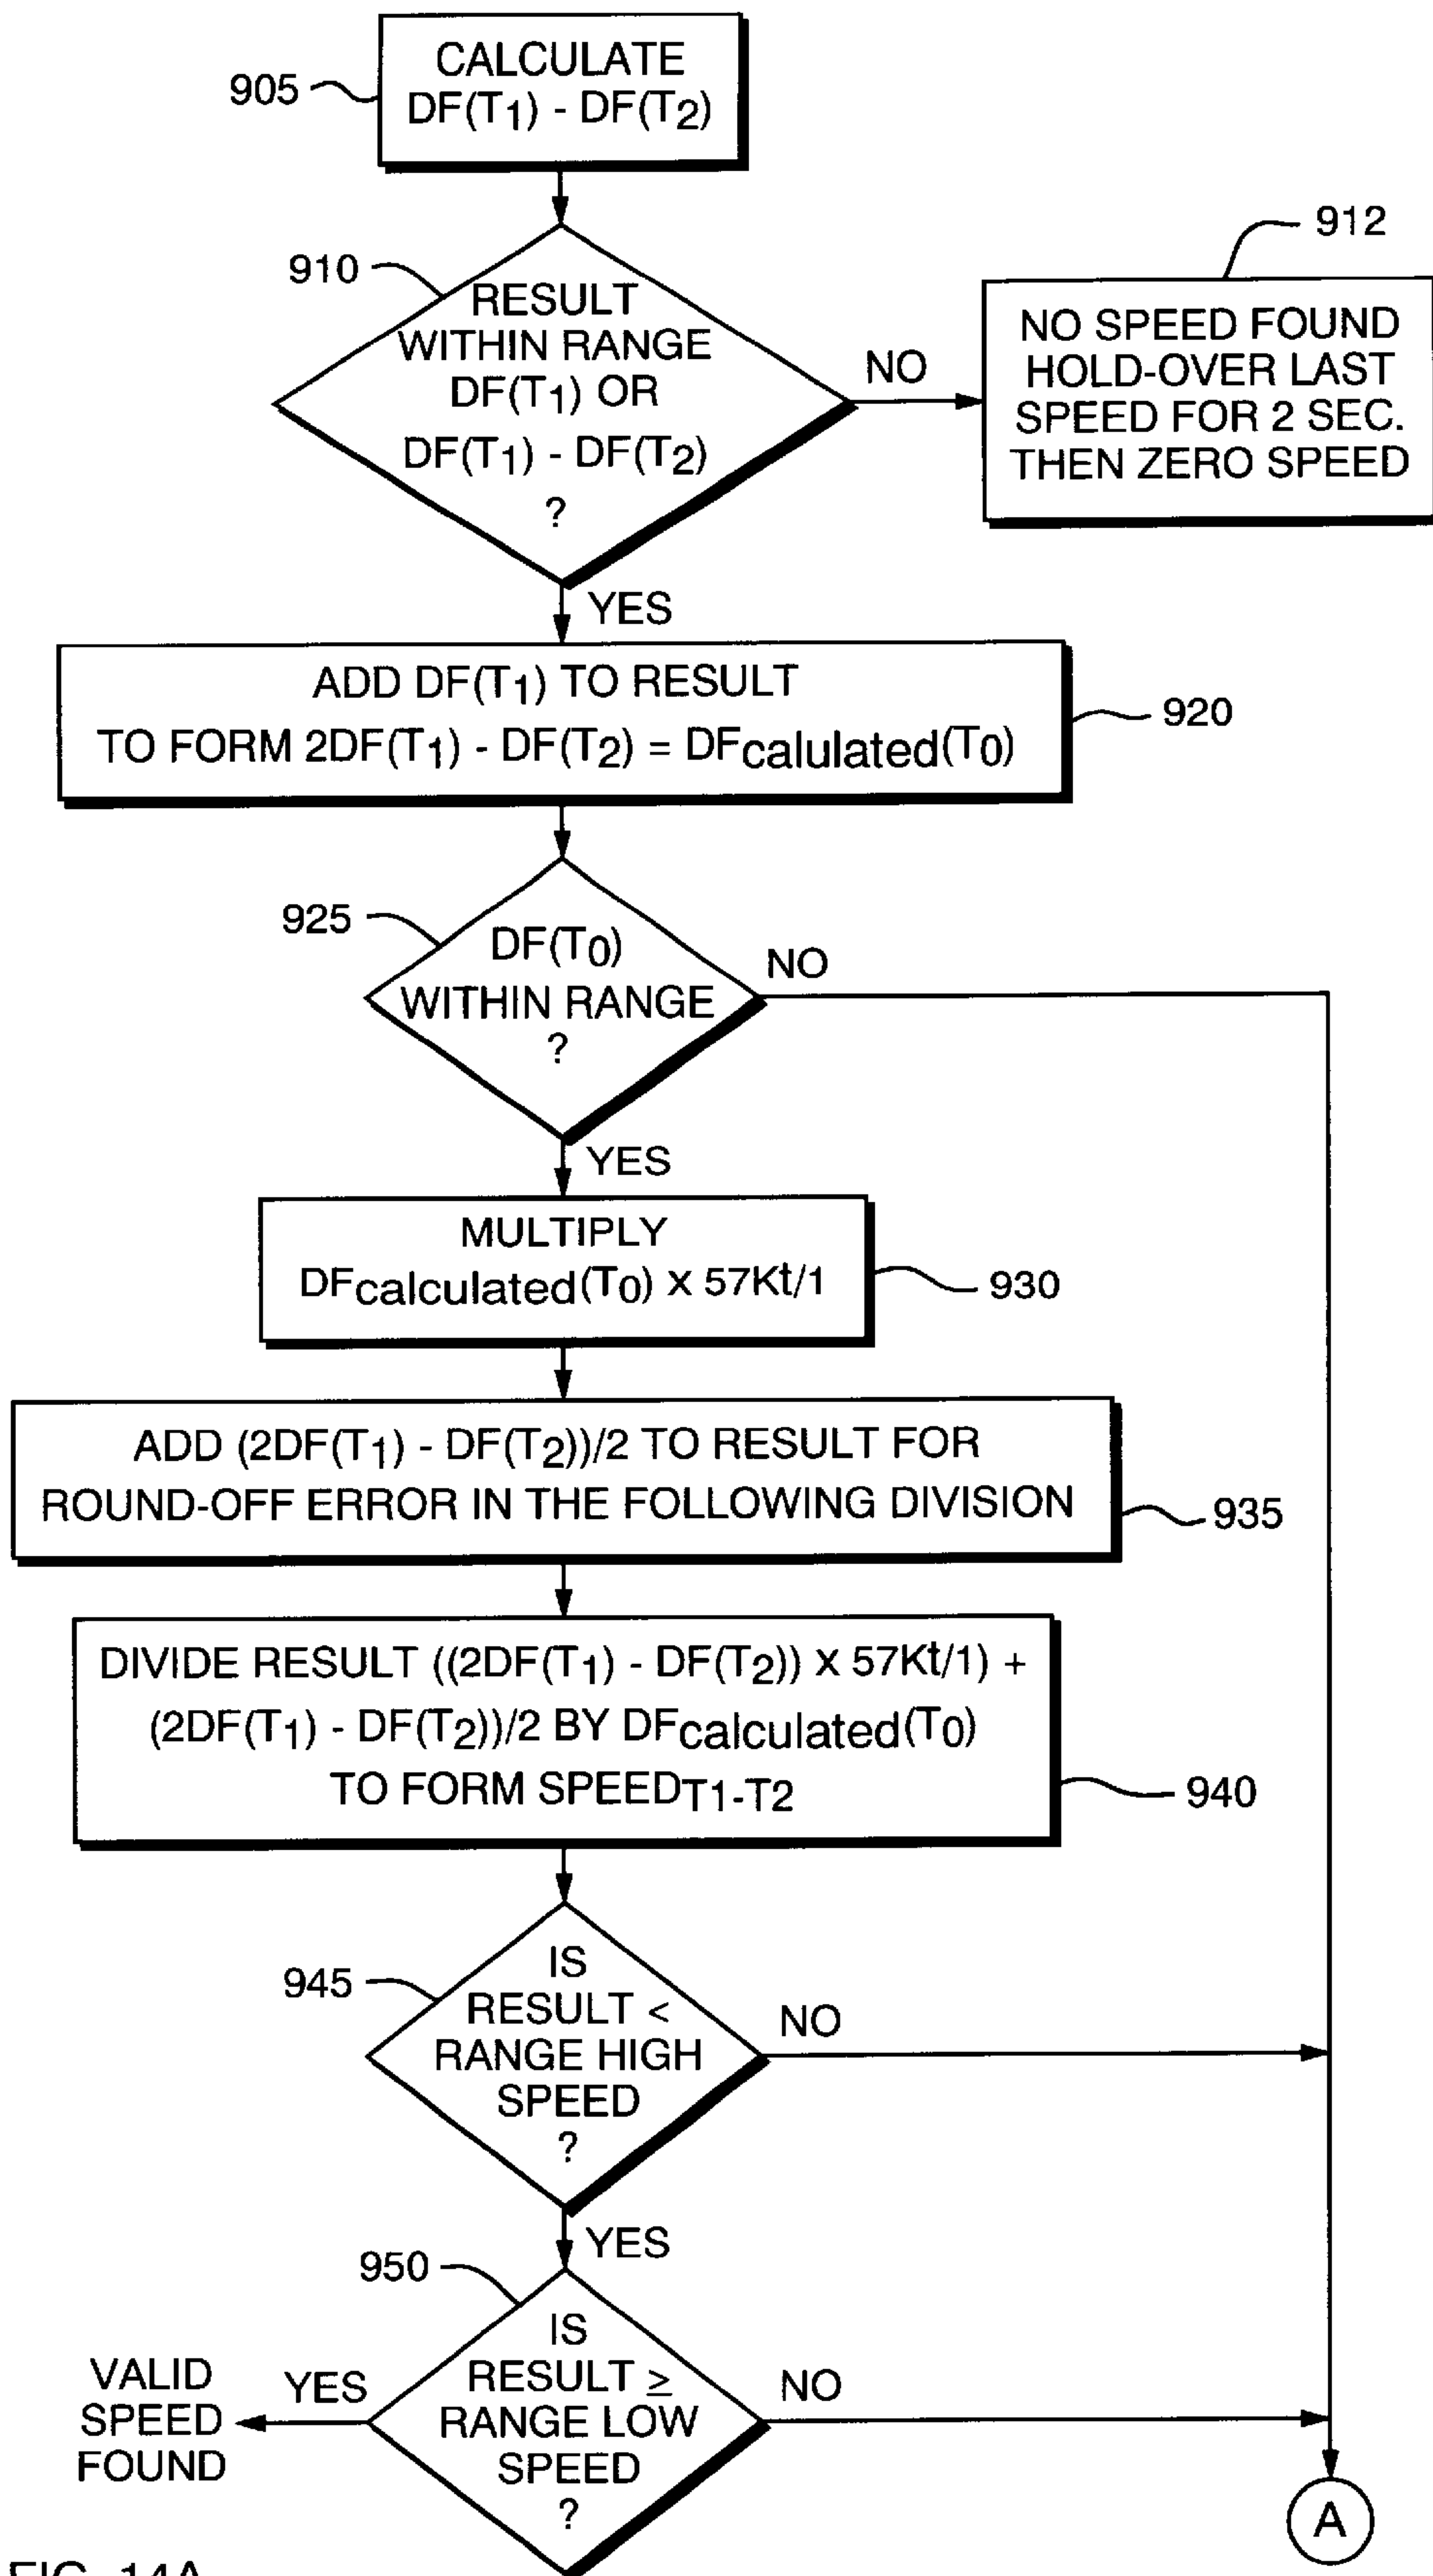 905
CALCULATE
DF(T1) - DF(T2)
912
910
RESULT
WITHIN RANGE
DF(T1) OR
DF(T1) - DF(T2)
?
NO
NO SPEED FOUND
HOLD-OVER LAST
SPEED FOR 2 SEC.
THEN ZERO SPEED
YES
ADD DF(T1) TO RESULT
TO FORM 2DF(T1) - DF(T2) = DFcalulated(T0)
920
925
DF(T0)
WITHIN RANGE
?
NO
YES
MULTIPLY
DFcalculated(T0) x 57Kt/1
930
ADD (2DF(T1) - DF(T2))/2 TO RESULT FOR
ROUND-OFF ERROR IN THE FOLLOWING DIVISION
935
DIVIDE RESULT ((2DF(T1) - DF(T2)) x 57Kt/1) +
(2DF(T1) - DF(T2))/2 BY DFcalculated(T0)
TO FORM SPEEDT1-T2
940
945
IS
RESULT <
RANGE HIGH
SPEED
?
NO
YES
950
IS
RESULT ≥
RANGE LOW
SPEED
?
YES
VALID
SPEED
FOUND
NO
A
FIG. 14A